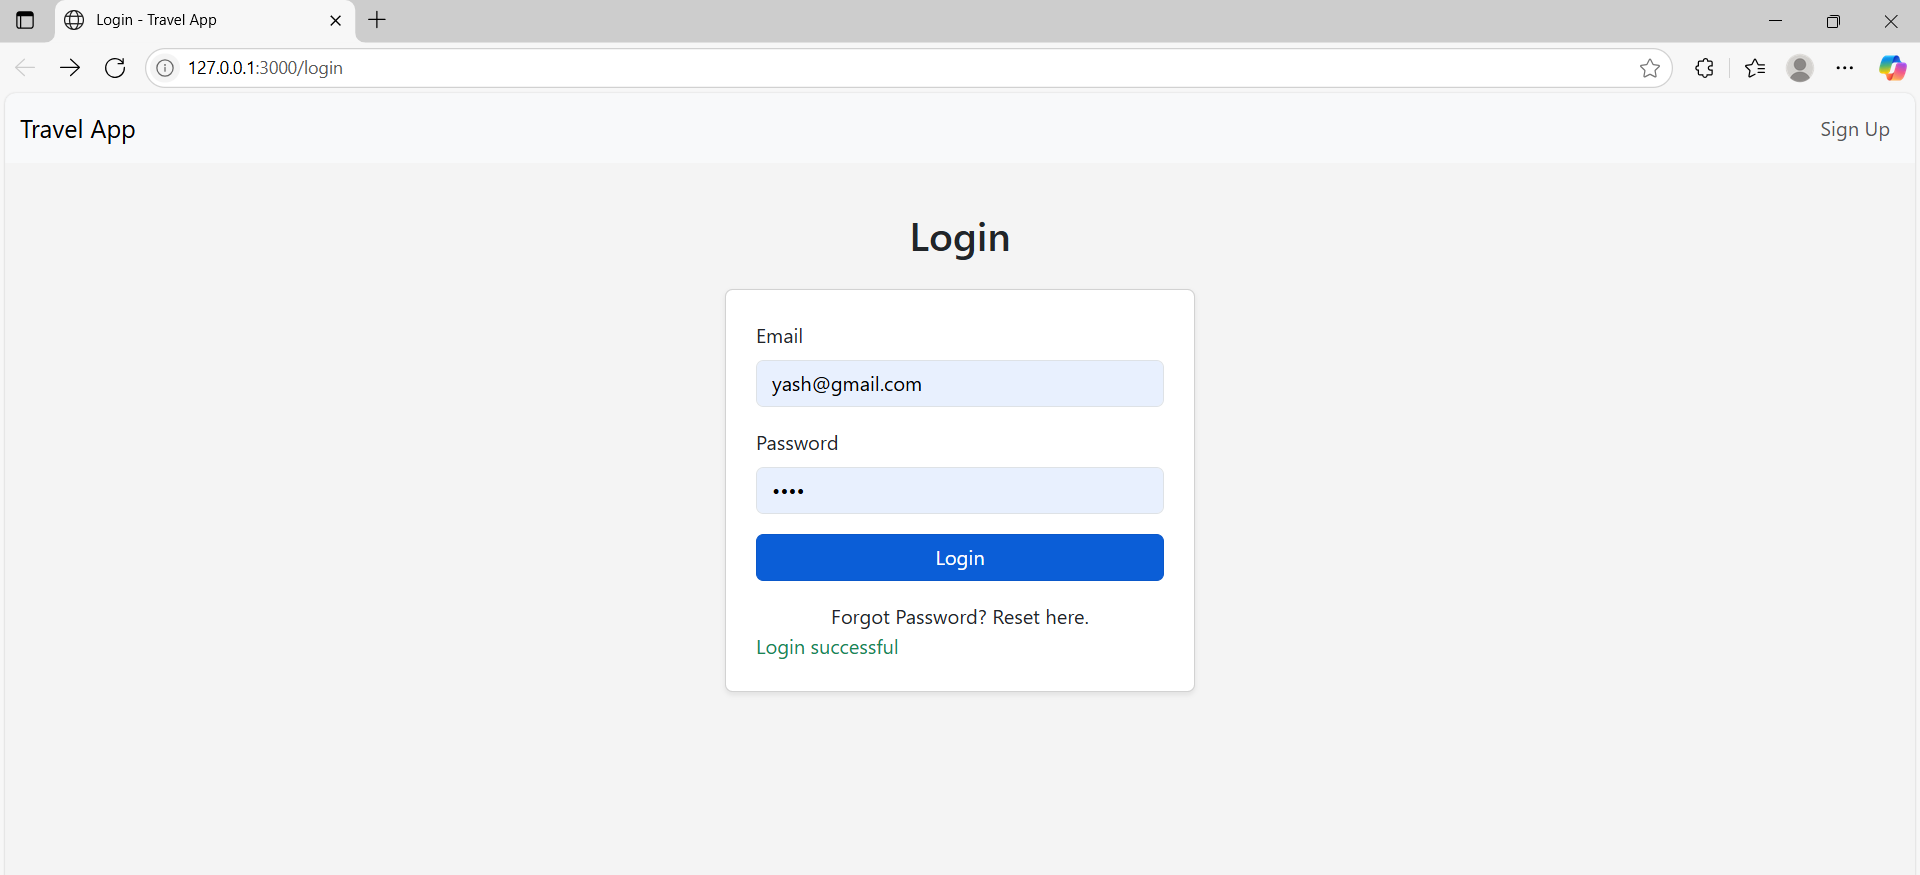 Login - Travel App
127.0.0.1:3000/login
Travel App
Sign Up
Login
Email
yash@gmail.com
Password
••••
Login
Forgot Password? Reset here.
Login successful